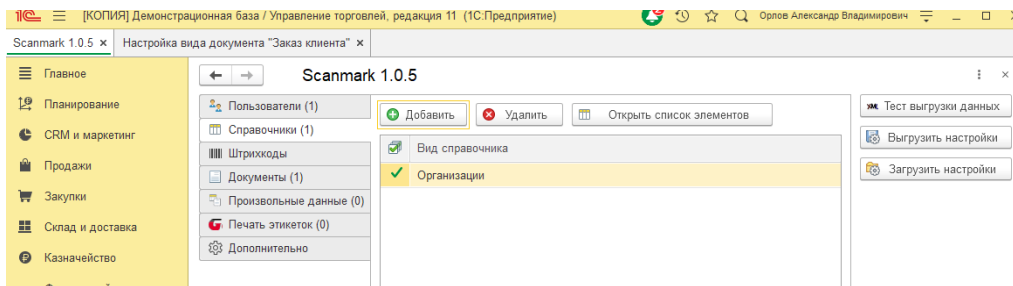 [КОПИЯ] Демонстрационная база / Управление торговлей, редакция 11 (1С:Предприятие) Орлов Александр Владимирович
Scanmark 1.0.5 × Настройка вида документа "Заказ клиента" ×
Главное
Планирование
CRM и маркетинг
Продажи
Закупки
Склад и доставка
Казначейство
Scanmark 1.0.5
Пользователи (1)
Справочники (1)
Штрихкоды
Документы (1)
Произвольные данные (0)
Печать этикеток (0)
Дополнительно
Добавить Удалить Открыть список элементов
Вид справочника
Организации
XML Тест выгрузки данных
Выгрузить настройки
Загрузить настройки